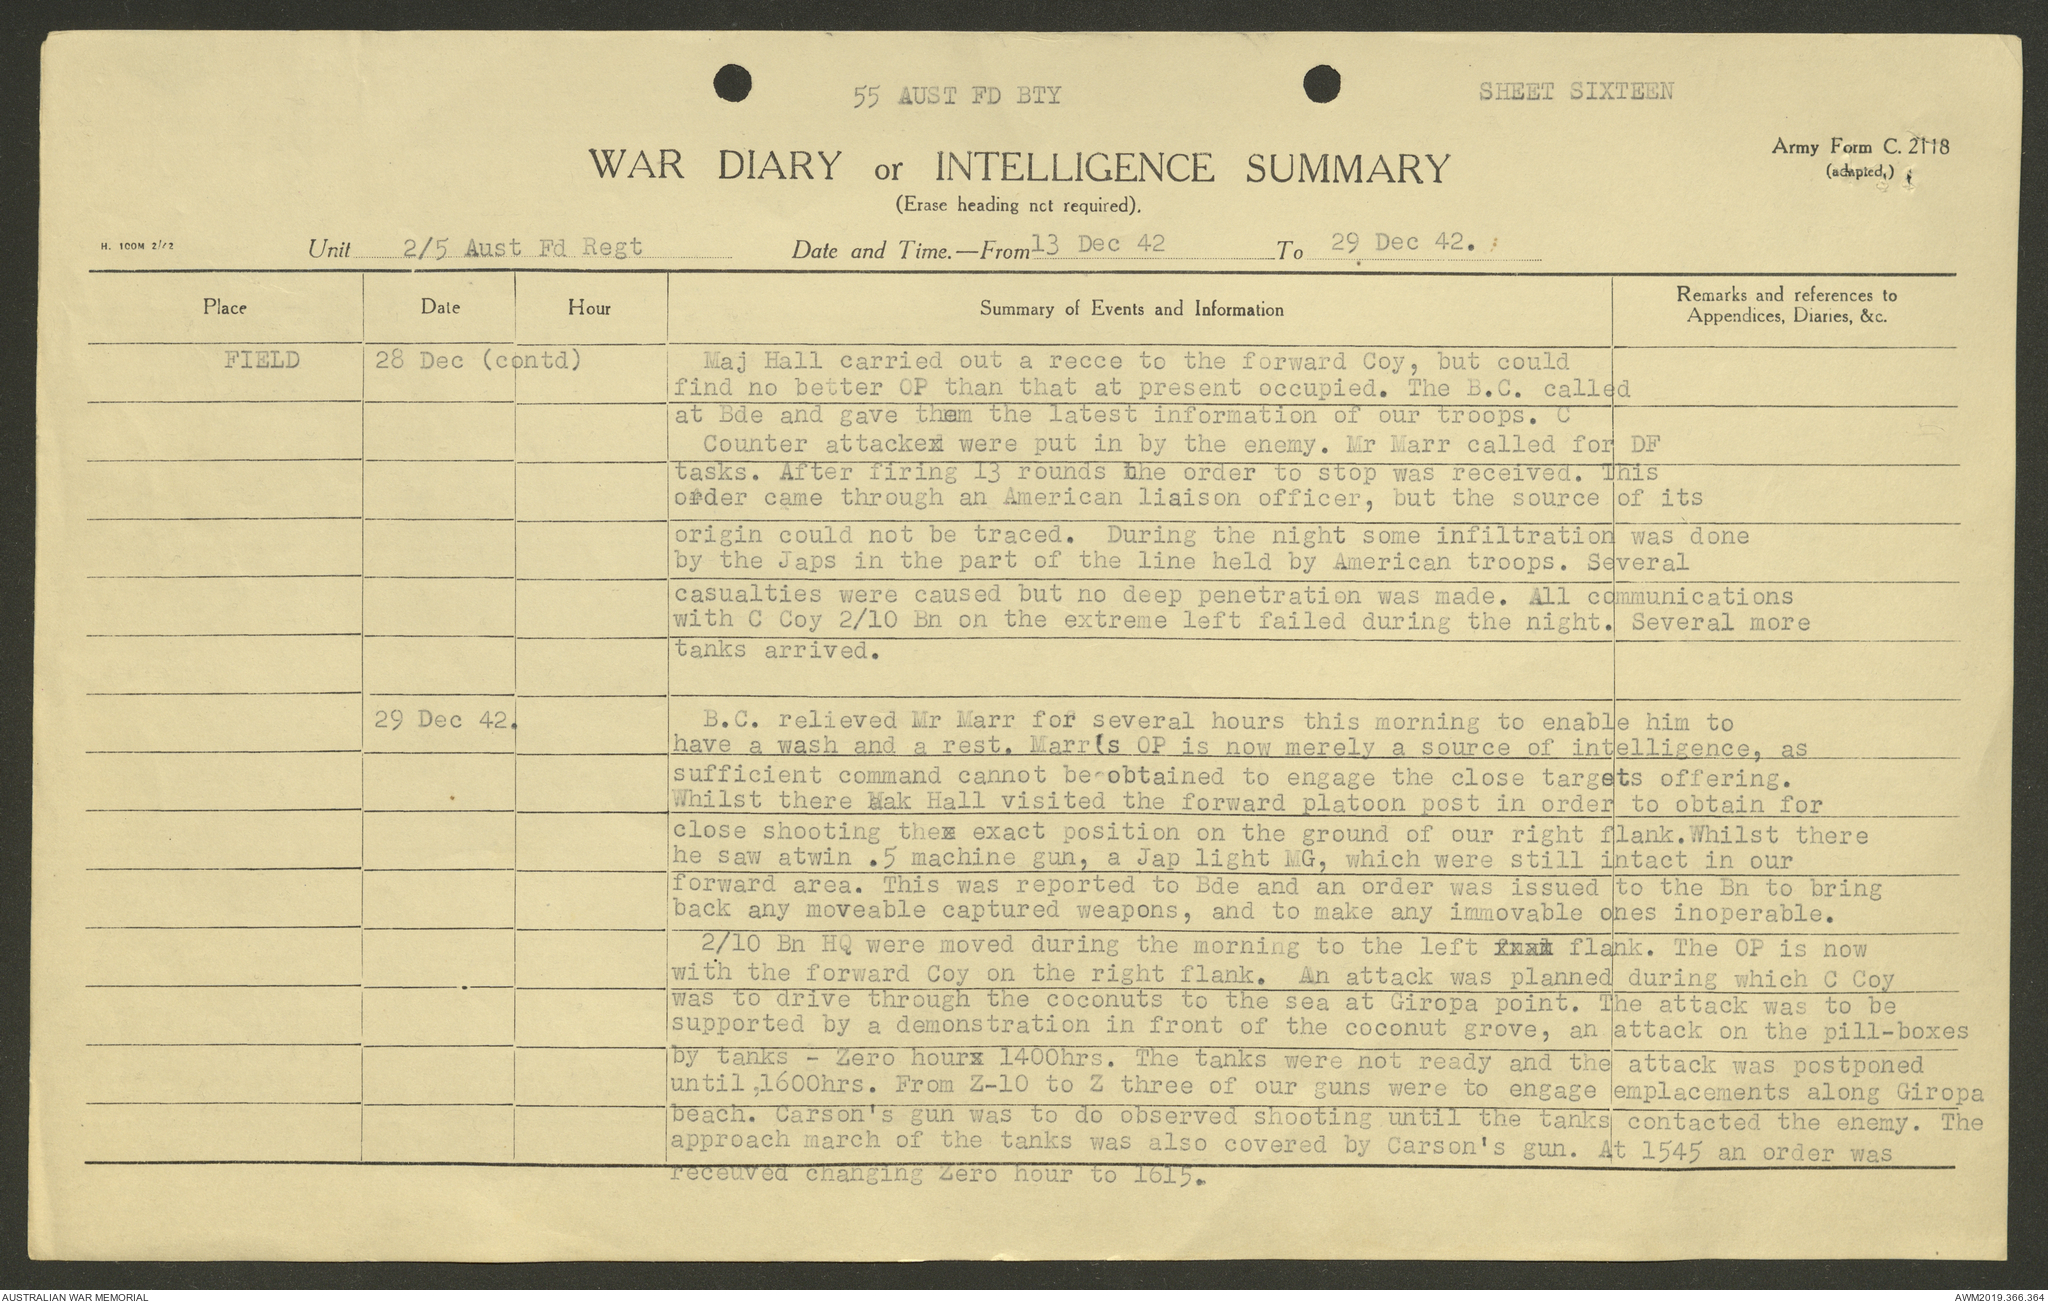 55 AUST FD BTY
SHEET SIXTEEN
Army Form C. 2118
(adapted.)
WAR DIARY or INTELLIGENCE SUMMARY
(Erase heading not required).
H. 100M 2/42
Unit 2/5 Aust Fd Regt
Date and Time.—From 13 Dec 42 To 29 Dec 42.
Place Date Hour Summary of Events and Information Remarks and references to
Appendices, Diaries, &c.
FIELD 28 Dec (contd) Maj Hall carried out a recce to the forward Coy, but could
find no better OP than that at present occupied. The B.C. called
at Bde and gave them the latest information of our troops. C
Counter attacked were put in by the enemy. Mr Marr called for DF
tasks. After firing 13 rounds the order to stop was received. This
order came through an American liaison officer, but the source of its
origin could not be traced. During the night some infiltration was done
by the Japs in the part of the line held by American troops. Several
casualties were caused but no deep penetration was made. All communications
with C Coy 2/10 Bn on the extreme left failed during the night. Several more
tanks arrived.
29 Dec 42. B.C. relieved Mr Marr for several hours this morning to enable him to
have a wash and a rest. Marr(s OP is now merely a source of intelligence, as
sufficient command cannot be obtained to engage the close targets offering.
Whilst there Mak Hall visited the forward platoon post in order to obtain for
close shooting thex exact position on the ground of our right flank.Whilst there
he saw atwin .5 machine gun, a Jap light MG, which were still intact in our
forward area. This was reported to Bde and an order was issued to the Bn to bring
back any moveable captured weapons, and to make any immovable ones inoperable.
2/10 Bn HQ were moved during the morning to the left flank. The OP is now
with the forward Coy on the right flank. An attack was planned during which C Coy
was to drive through the coconuts to the sea at Giropa point. The attack was to be
supported by a demonstration in front of the coconut grove, an attack on the pill-boxes
by tanks - Zero hourx 1400hrs. The tanks were not ready and the attack was postponed
until ,1600hrs. From Z-10 to Z three of our guns were to engage emplacements along Giropa
beach. Carson's gun was to do observed shooting until the tanks contacted the enemy. The
approach march of the tanks was also covered by Carson's gun. At 1545 an order was
receuved changing Zero hour to 1615.
AUSTRALIAN WAR MEMORIAL
AWM2019.366.364